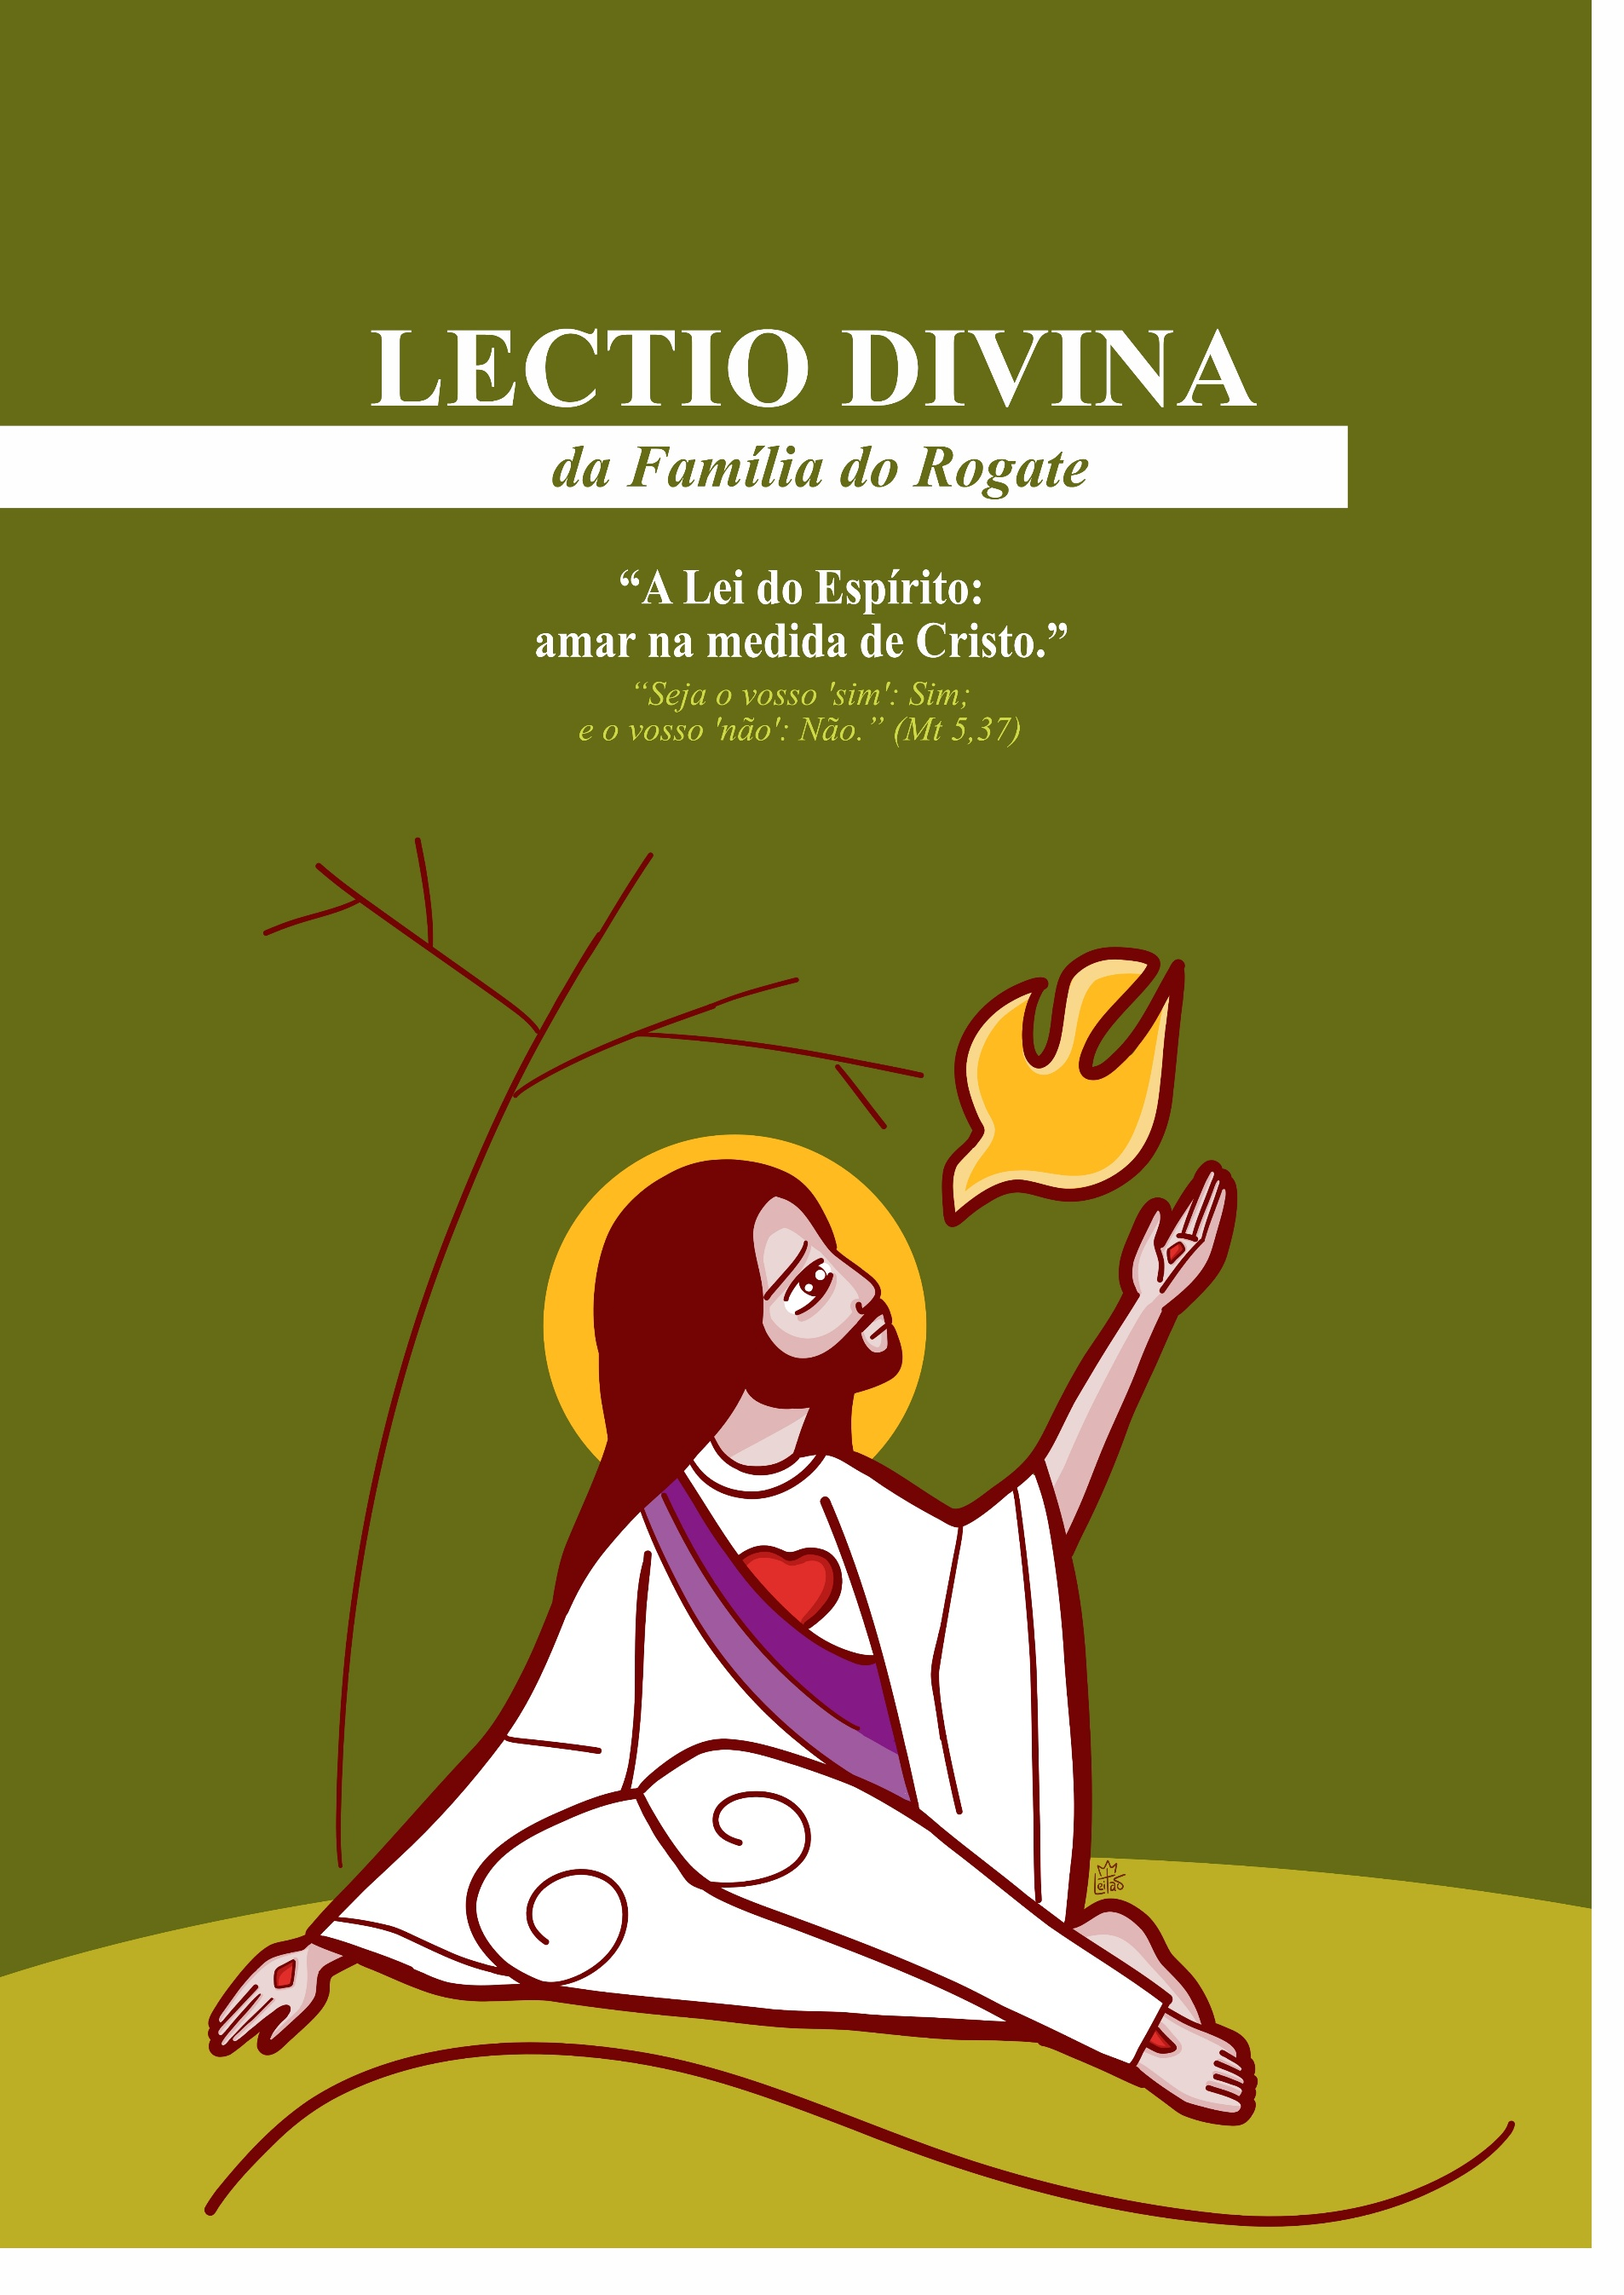 LECTIO DIVINA
da Família do Rogate
“A Lei do Espírito:
amar na medida de Cristo.”
“Seja o vosso 'sim': Sim;
e o vosso 'não': Não.” (Mt 5,37)
Leitas